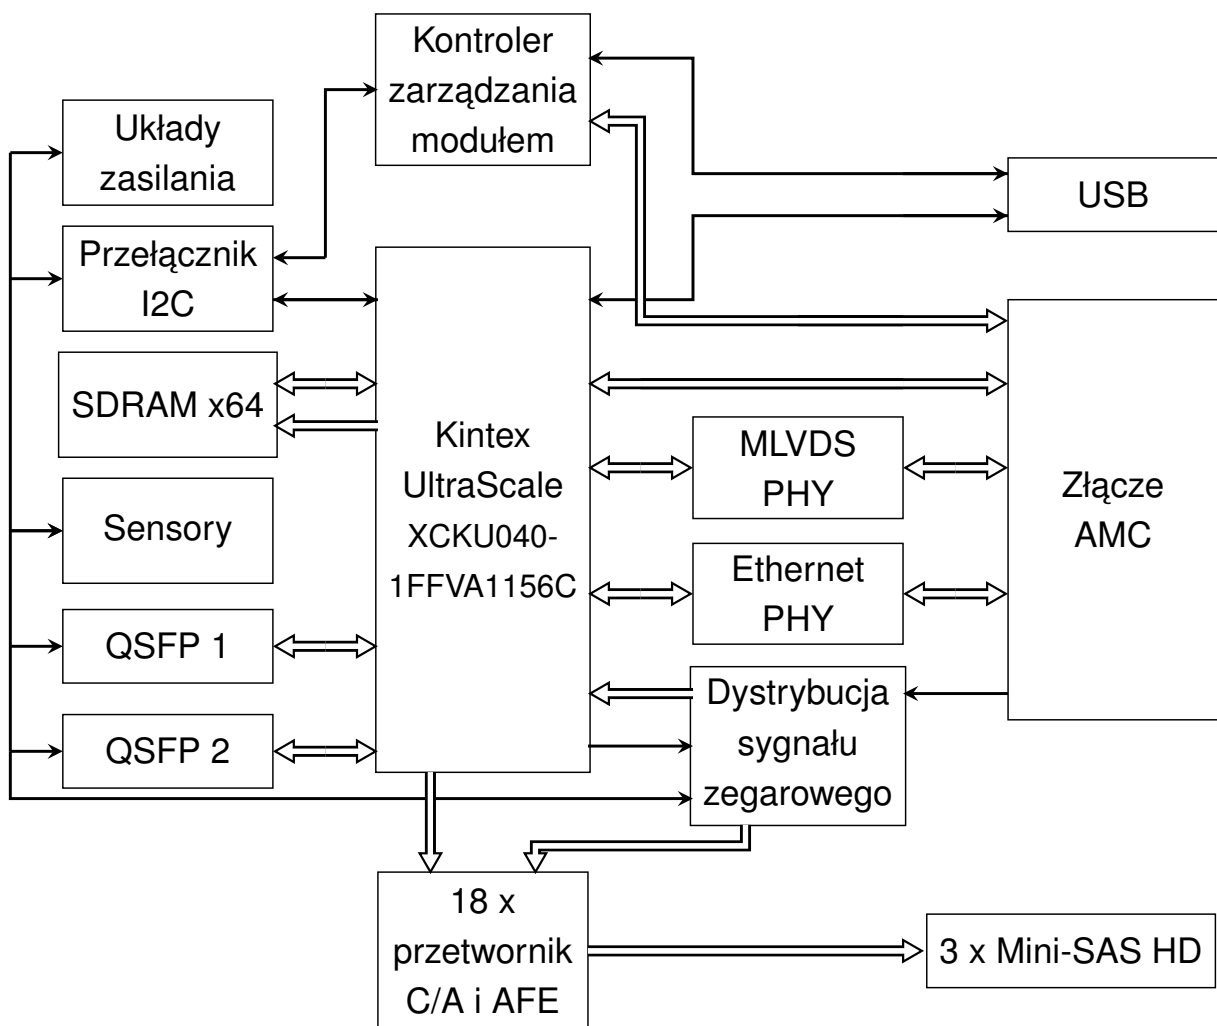 Kontroler
zarządzania
modułem
Układy
zasilania
USB
Przełącznik
I2C
SDRAM x64
Kintex
UltraScale
XCKU040-
1FFVA1156C
MLVDS
PHY
Złącze
AMC
Sensory
Ethernet
PHY
QSFP 1
QSFP 2
Dystrybucja
sygnału
zegarowego
18 x
przetwornik
C/A i AFE
3 x Mini-SAS HD